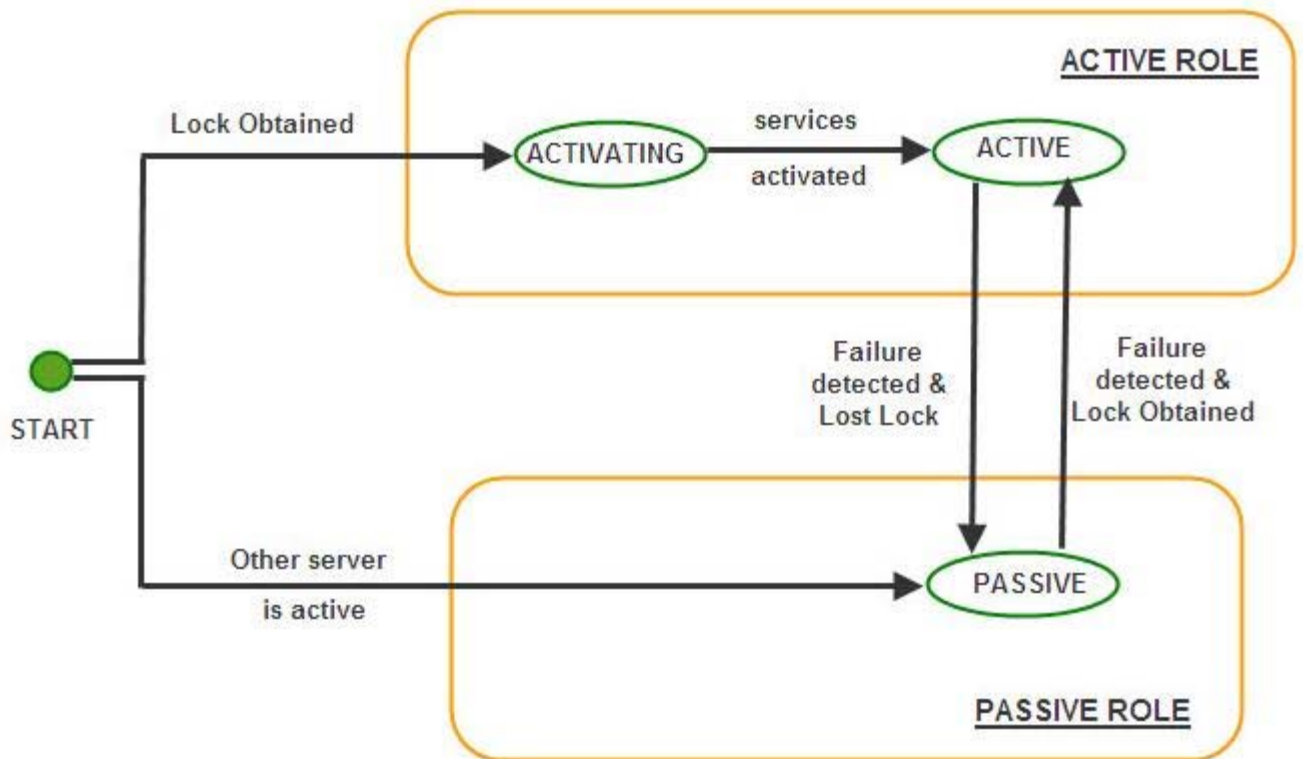 ACTIVE ROLE
Lock Obtained
services
ACTIVATING
ACTIVE
activated
Failure
detected &
Lost Lock
Failure
detected &
Lock Obtained
START
Other server
is active
PASSIVE
PASSIVE ROLE